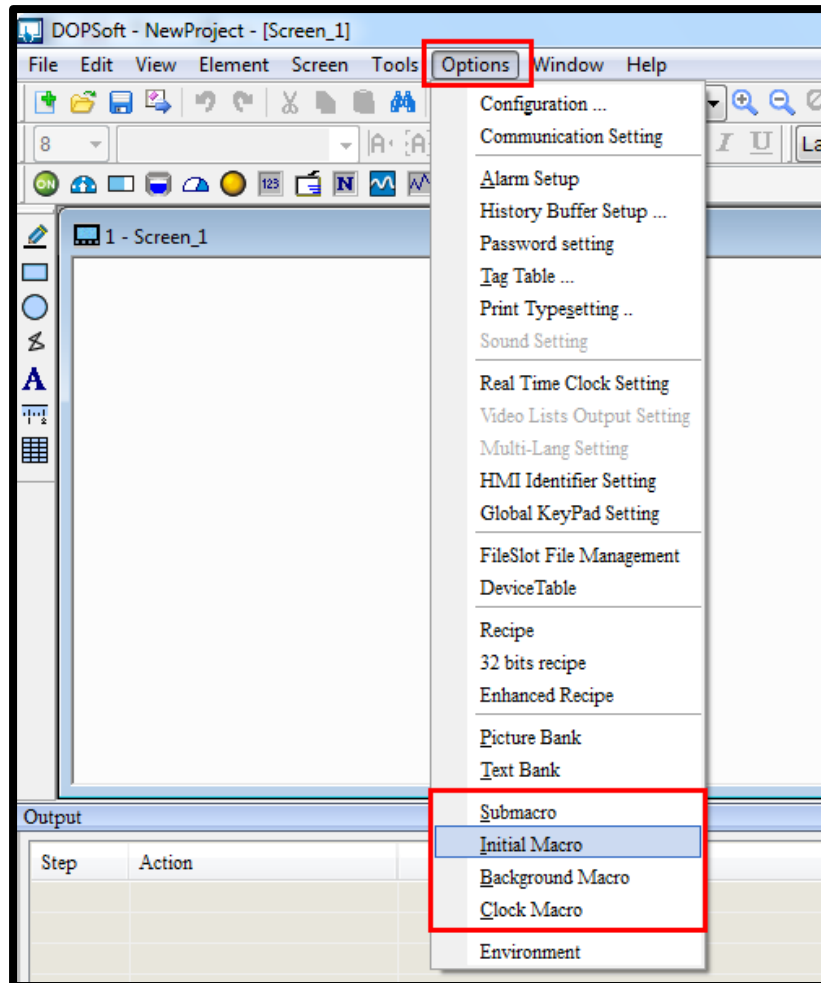 DOPSoft - NewProject - [Screen_1]
File Edit View Element Screen Tools Options Window Help
8
ON 123 N
1 - Screen_1
A
Configuration ...
Communication Setting
Alarm Setup
History Buffer Setup ...
Password setting
Tag Table ...
Print Typesetting ..
Sound Setting
Real Time Clock Setting
Video Lists Output Setting
Multi-Lang Setting
HMI Identifier Setting
Global KeyPad Setting
FileSlot File Management
DeviceTable
Recipe
32 bits recipe
Enhanced Recipe
Picture Bank
Text Bank
Submacro
Initial Macro
Background Macro
Clock Macro
Environment
Output
Step Action